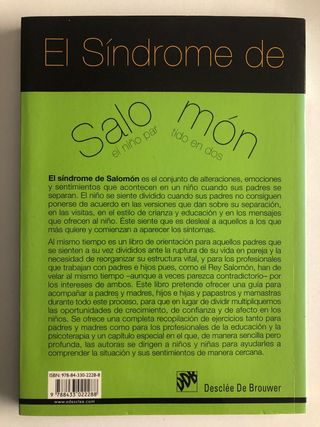 El Síndrome de
Salo món
el niño par tido en dos
El síndrome de Salomón es el conjunto de alteraciones, emociones
y sentimientos que acontecen en un niño cuando sus padres se
separan. El niño se siente dividido cuando sus padres no consiguen
ponerse de acuerdo en las versiones que dan sobre su separación,
en las visitas, en el estilo de crianza y educación y en los mensajes
que ofrecen al niño. Este siente que es desleal a aquellos a los que
más quiere y comienzan a aparecer los síntomas.
Al mismo tiempo es un libro de orientación para aquellos padres que
se sienten a su vez divididos ante la ruptura de su vida en pareja y la
necesidad de reorganizar su estructura vital, y para los profesionales
que trabajan con padres e hijos pues, como el Rey Salomón, han de
velar al mismo tiempo –aunque a veces parezca contradictorio– por
los intereses de ambos. Este libro pretende ofrecer una guía para
acompañar a padres y madres, hijos e hijas y papastros y mamastras
durante todo este proceso, para que en lugar de dividir multipliquemos
las oportunidades de crecimiento, de confianza y de afecto en los
niños. Se ofrece una completa recopilación de ejercicios tanto para
padres y madres como para los profesionales de la educación y la
psicoterapia y un capítulo especial en el que, de manera sencilla pero
profunda, las autoras se dirigen a niños y niñas para ayudarles a
comprender la situación y sus sentimientos de manera cercana.
ISBN: 978-84-330-2228-8
9 788433 022288
www.edesclee.com
Desclée De Brouwer